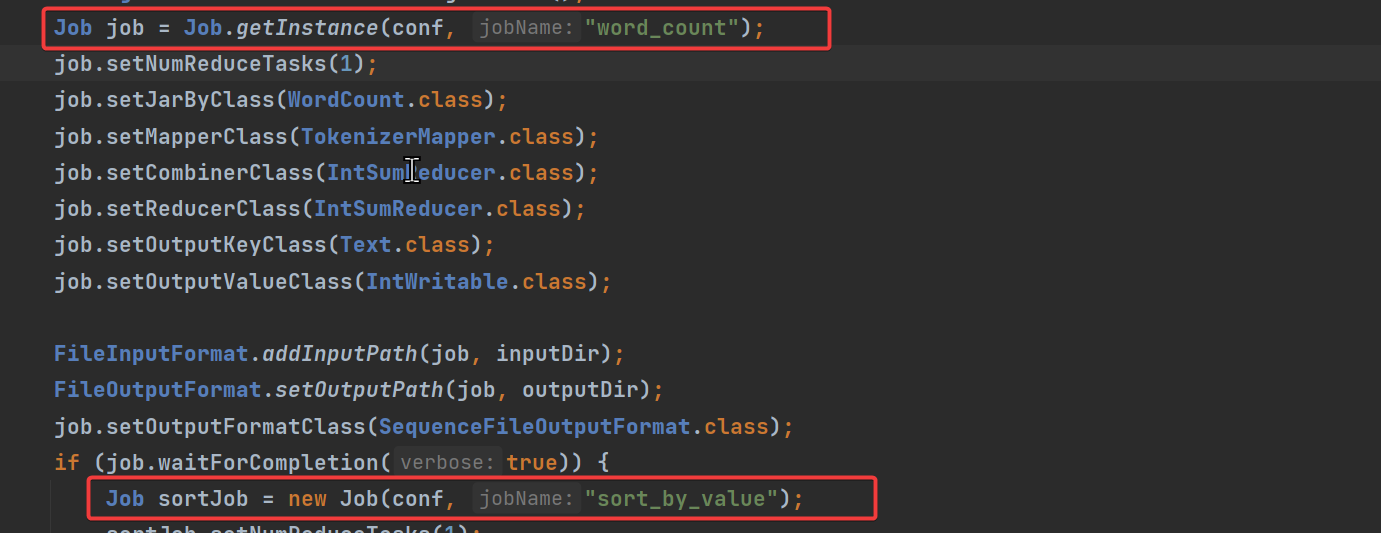 Job job = Job.getInstance(conf, jobName: "word_count");
job.setNumReduceTasks(1);
job.setJarByClass(WordCount.class);
job.setMapperClass(TokenizerMapper.class);
job.setCombinerClass(IntSumReducer.class);
job.setReducerClass(IntSumReducer.class);
job.setOutputKeyClass(Text.class);
job.setOutputValueClass(IntWritable.class);
FileInputFormat.addInputPath(job, inputDir);
FileOutputFormat.setOutputPath(job, outputDir);
job.setOutputFormatClass(SequenceFileOutputFormat.class);
if (job.waitForCompletion( verbose: true)) {
Job sortJob = new Job(conf, jobName: "sort_by_value");
sortJob.setNumReduceTasks(1);